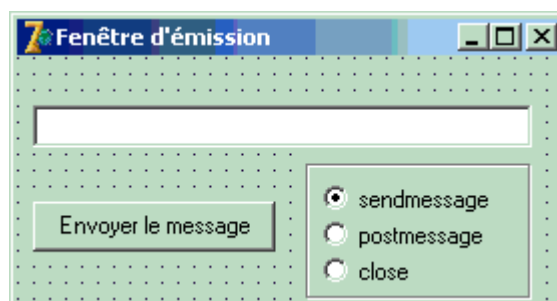 Fenêtre d'émission
sendmessage
Envoyer le message
postmessage
close